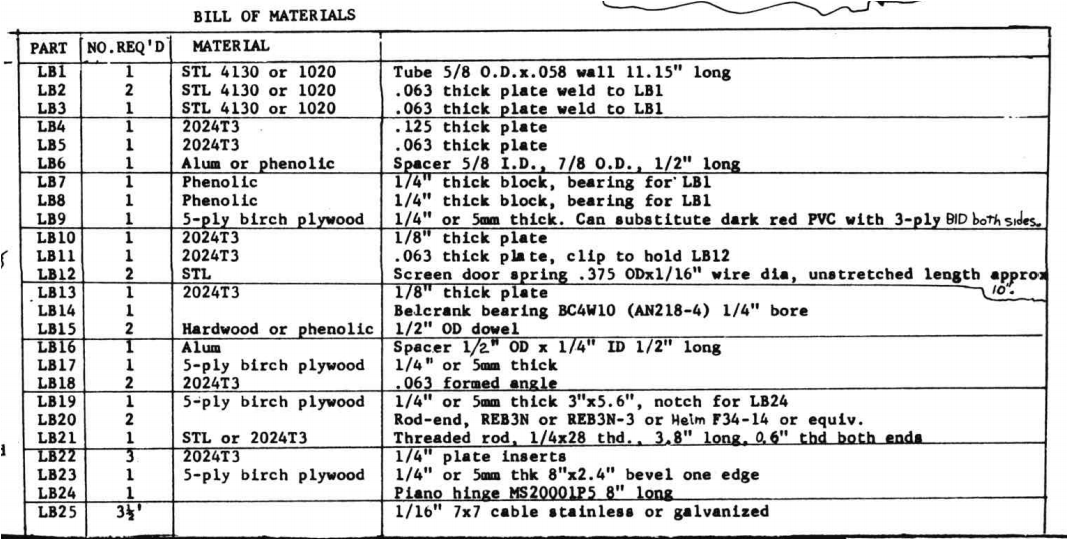 BILL OF MATERIALS
PART NO.REQ'D MATERIAL
LB1 1 STL 4130 or 1020 Tube 5/8 O.D.x.058 wall 11.15" long
LB2 2 STL 4130 or 1020 .063 thick plate weld to LB1
LB3 1 STL 4130 or 1020 .063 thick plate weld to LB1
LB4 1 2024T3 .125 thick plate
LB5 1 2024T3 .063 thick plate
LB6 1 Alum or phenolic Spacer 5/8 I.D., 7/8 O.D., 1/2" long
LB7 1 Phenolic 1/4" thick block, bearing for LB1
LB8 1 Phenolic 1/4" thick block, bearing for LB1
LB9 1 5-ply birch plywood 1/4" or 5mm thick. Can substitute dark red PVC with 3-ply BID both sides.
LB10 1 2024T3 1/8" thick plate
LB11 1 2024T3 .063 thick plate, clip to hold LB12
LB12 2 STL Screen door spring .375 ODx1/16" wire dia, unstretched length approx
10".
LB13 1 2024T3 1/8" thick plate
LB14 1 Belcrank bearing BC4W10 (AN218-4) 1/4" bore
LB15 2 Hardwood or phenolic 1/2" OD dowel
LB16 1 Alum Spacer 1/2" OD x 1/4" ID 1/2" long
LB17 1 5-ply birch plywood 1/4" or 5mm thick
LB18 2 2024T3 .063 formed angle
LB19 1 5-ply birch plywood 1/4" or 5mm thick 3"x5.6", notch for LB24
LB20 2 Rod-end, REB3N or REB3N-3 or Helm F34-14 or equiv.
LB21 1 STL or 2024T3 Threaded rod, 1/4x28 thd., 3.8" long, 0.6" thd both ends
LB22 3 2024T3 1/4" plate inserts
LB23 1 5-ply birch plywood 1/4" or 5mm thk 8"x2.4" bevel one edge
LB24 1 Piano hinge MS20001P5 8" long
LB25 3½' 1/16" 7x7 cable stainless or galvanized